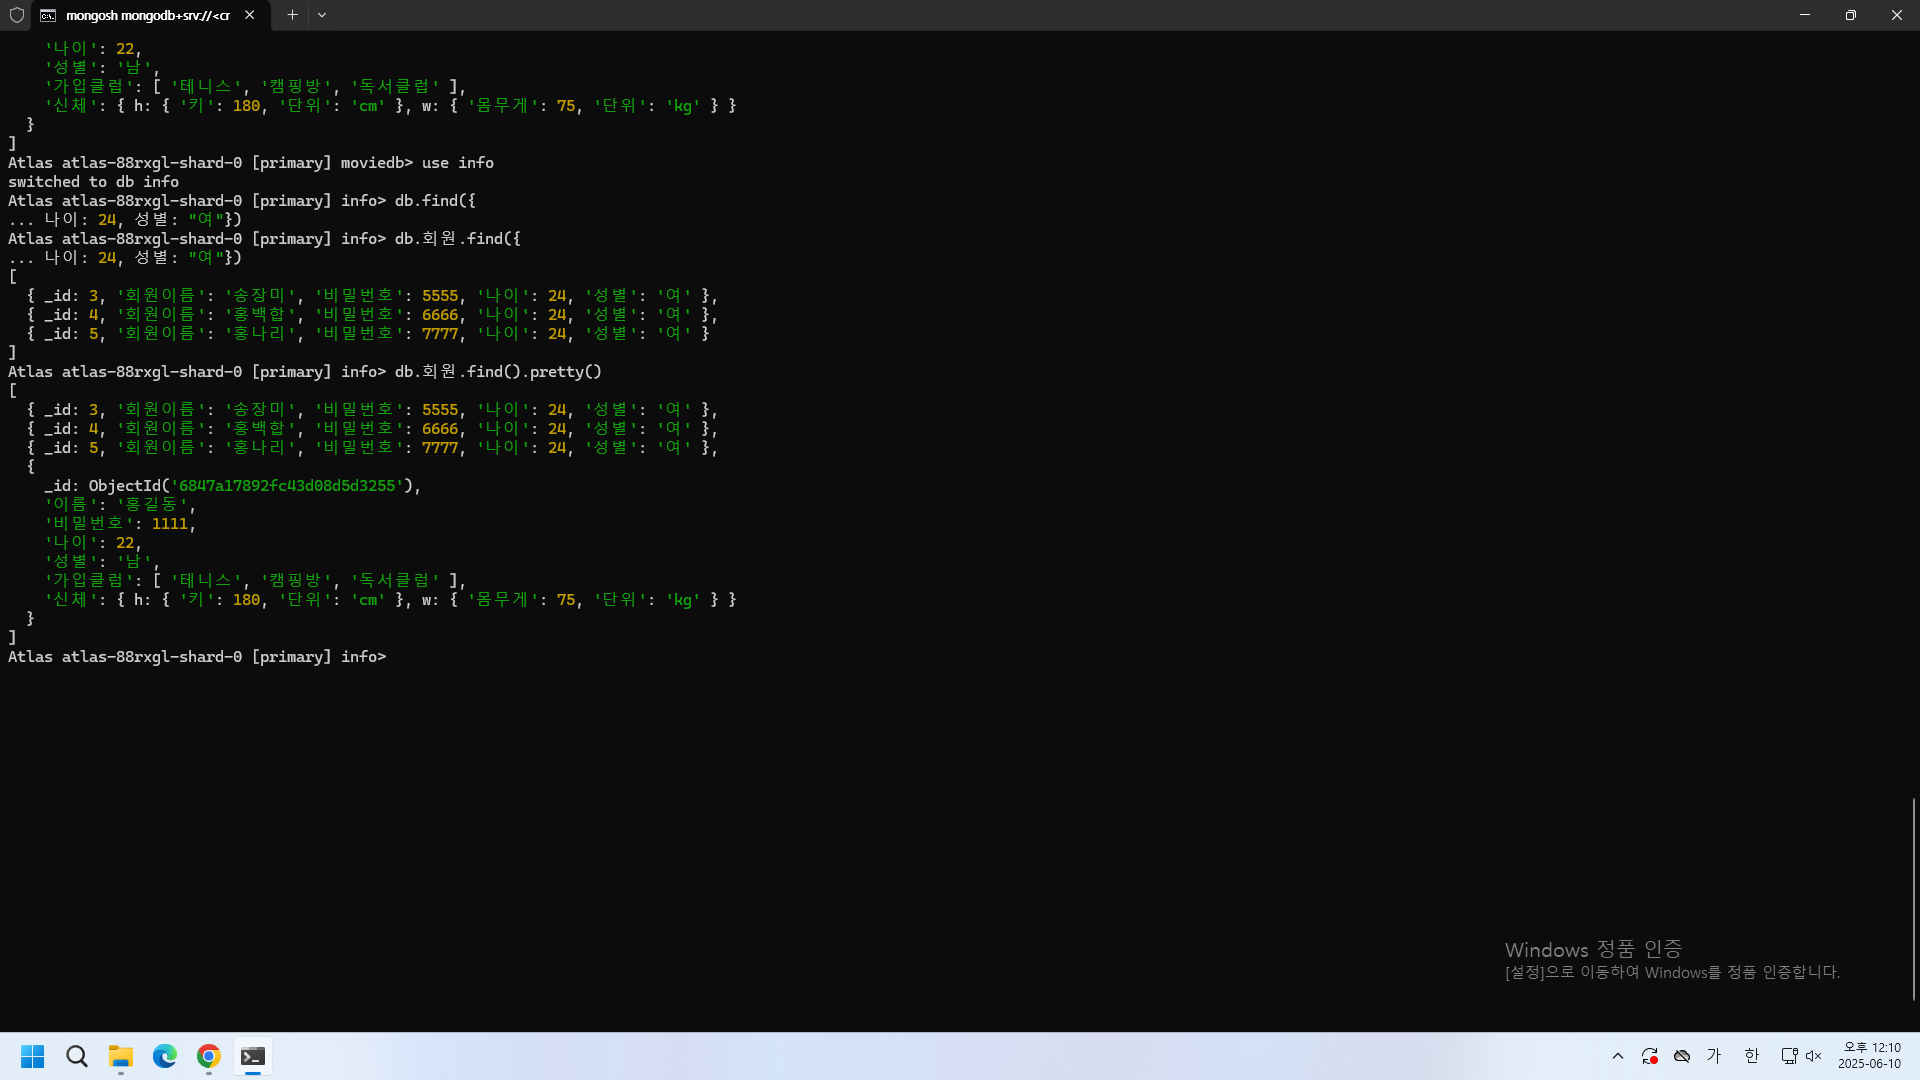 mongosh mongodb+srv://<cr
'나이': 22,
'성별': '남',
'가입클럽': [ '테니스', '캠핑방', '독서클럽' ],
'신체': { h: { '키': 180, '단위': 'cm' }, w: { '몸무게': 75, '단위': 'kg' } }
}
]
Atlas atlas-88rxgl-shard-0 [primary] moviedb> use info
switched to db info
Atlas atlas-88rxgl-shard-0 [primary] info> db.find({
... 나이: 24, 성별: "여"})
Atlas atlas-88rxgl-shard-0 [primary] info> db.회원.find({
... 나이: 24, 성별: "여"})
[
{ _id: 3, '회원이름': '송장미', '비밀번호': 5555, '나이': 24, '성별': '여' },
{ _id: 4, '회원이름': '홍백합', '비밀번호': 6666, '나이': 24, '성별': '여' },
{ _id: 5, '회원이름': '홍나리', '비밀번호': 7777, '나이': 24, '성별': '여' }
]
Atlas atlas-88rxgl-shard-0 [primary] info> db.회원.find().pretty()
[
{ _id: 3, '회원이름': '송장미', '비밀번호': 5555, '나이': 24, '성별': '여' },
{ _id: 4, '회원이름': '홍백합', '비밀번호': 6666, '나이': 24, '성별': '여' },
{ _id: 5, '회원이름': '홍나리', '비밀번호': 7777, '나이': 24, '성별': '여' },
{
_id: ObjectId('6847a17892fc43d08d5d3255'),
'이름': '홍길동',
'비밀번호': 1111,
'나이': 22,
'성별': '남',
'가입클럽': [ '테니스', '캠핑방', '독서클럽' ],
'신체': { h: { '키': 180, '단위': 'cm' }, w: { '몸무게': 75, '단위': 'kg' } }
}
]
Atlas atlas-88rxgl-shard-0 [primary] info>
Windows 정품 인증
[설정]으로 이동하여 Windows를 정품 인증합니다.
가 한
오후 12:10
2025-06-10